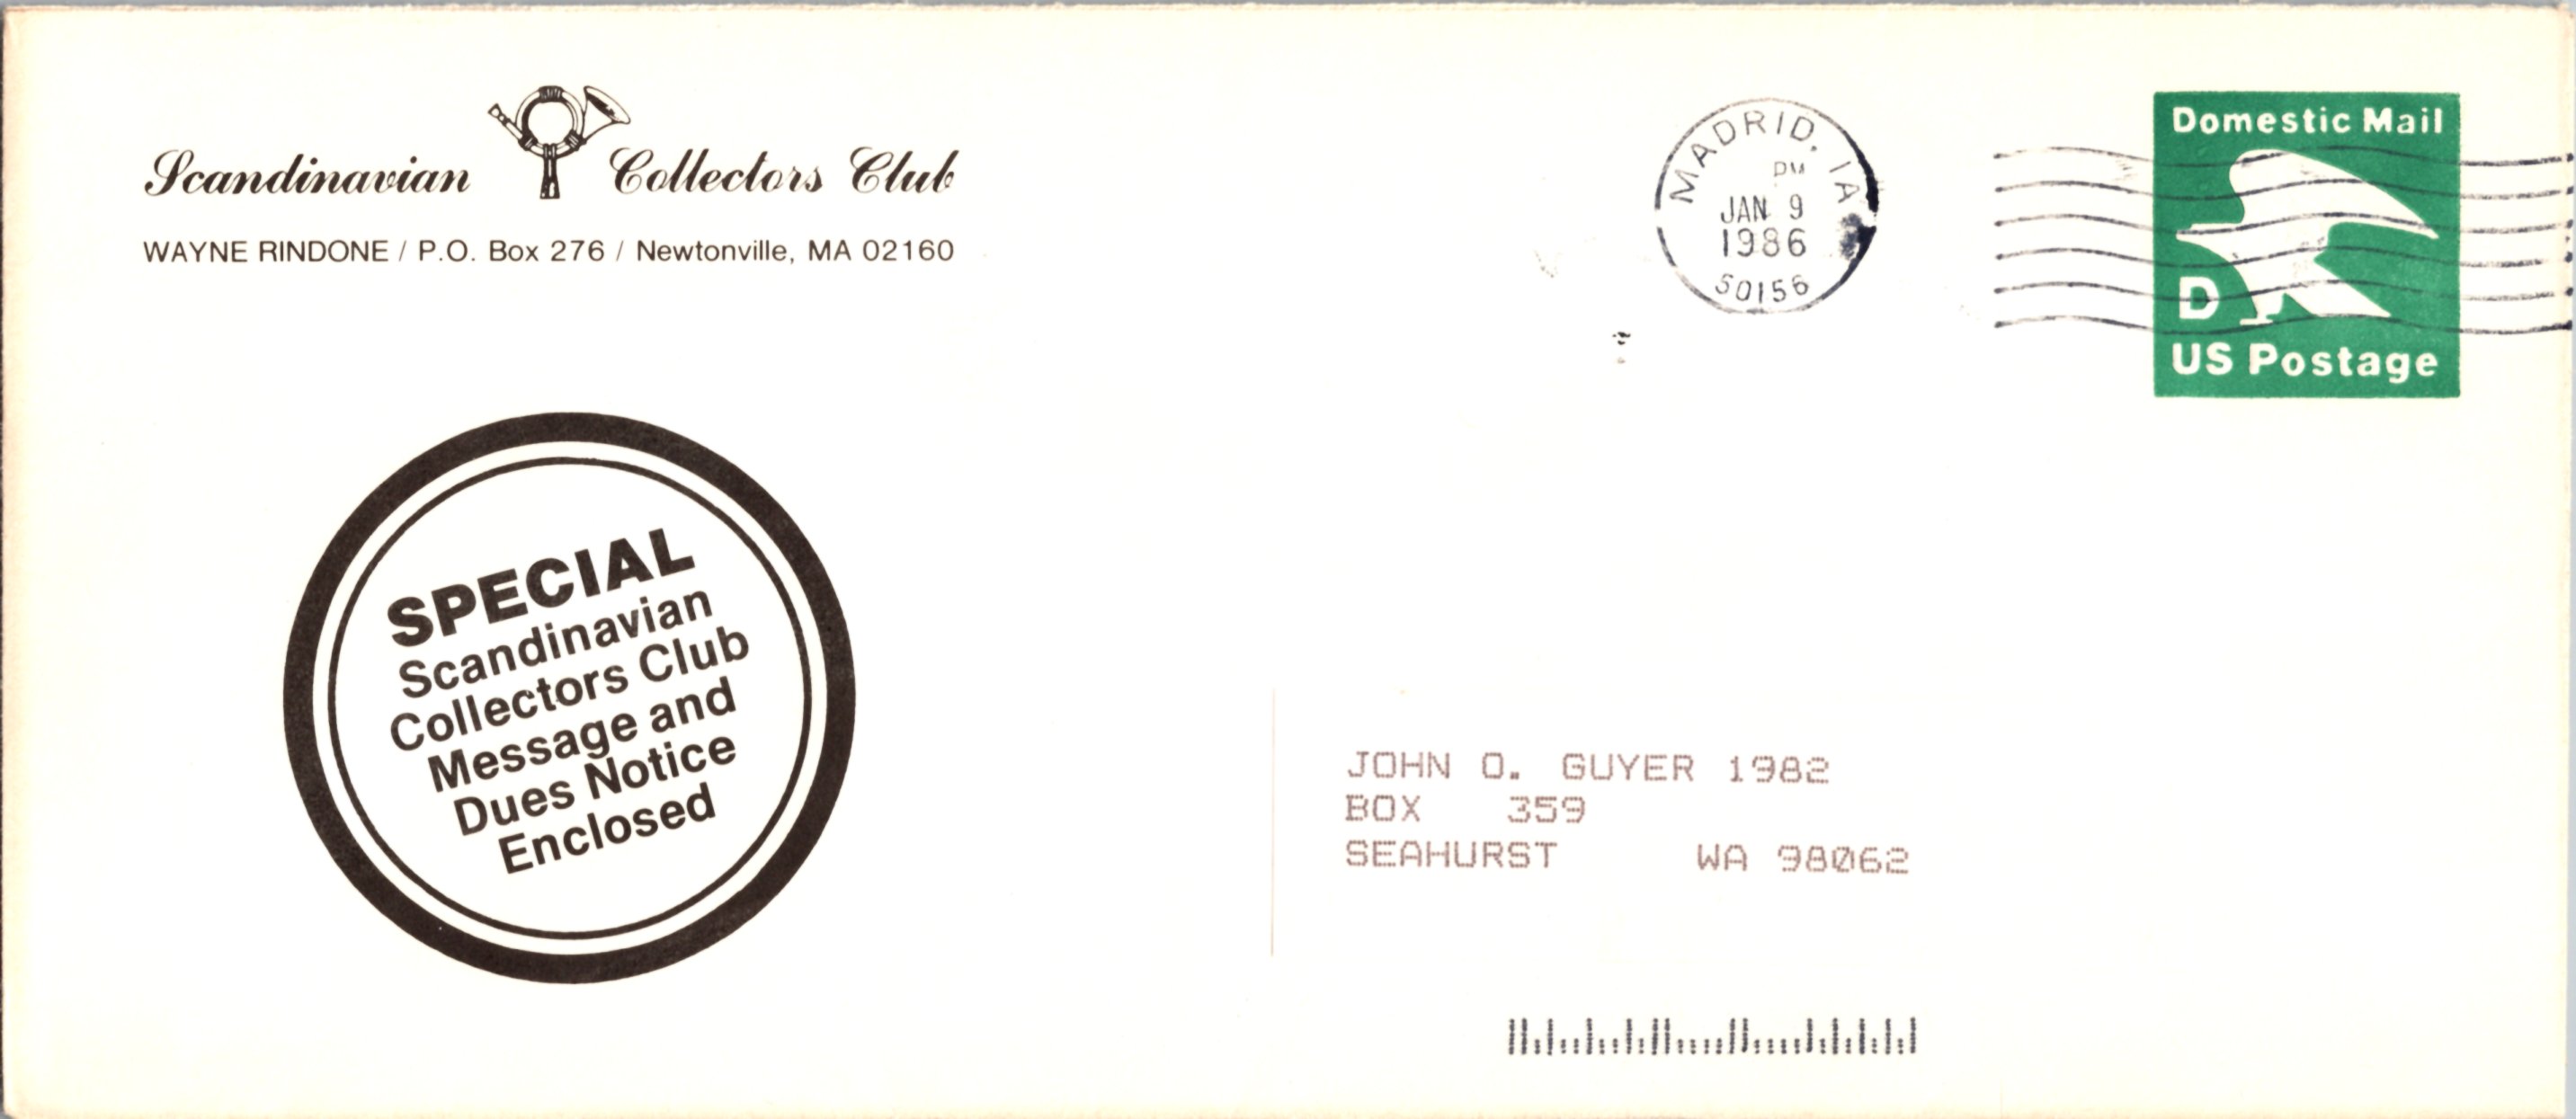 Scandinavian Collectors Club
WAYNE RINDONE / P.O. Box 276 / Newtonville, MA 02160
MADRID, IA
PM
JAN 9
1986
50156
Domestic Mail
D
US Postage
SPECIAL
Scandinavian
Collectors Club
Message and
Dues Notice
Enclosed
JOHN O. GUYER 1982
BOX 359
SEAHURST WA 98062